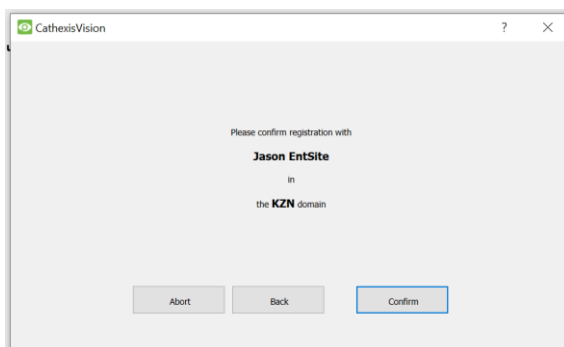 CathexisVision ? ×
Please confirm registration with
Jason EntSite
in
the KZN domain
Abort Back Confirm